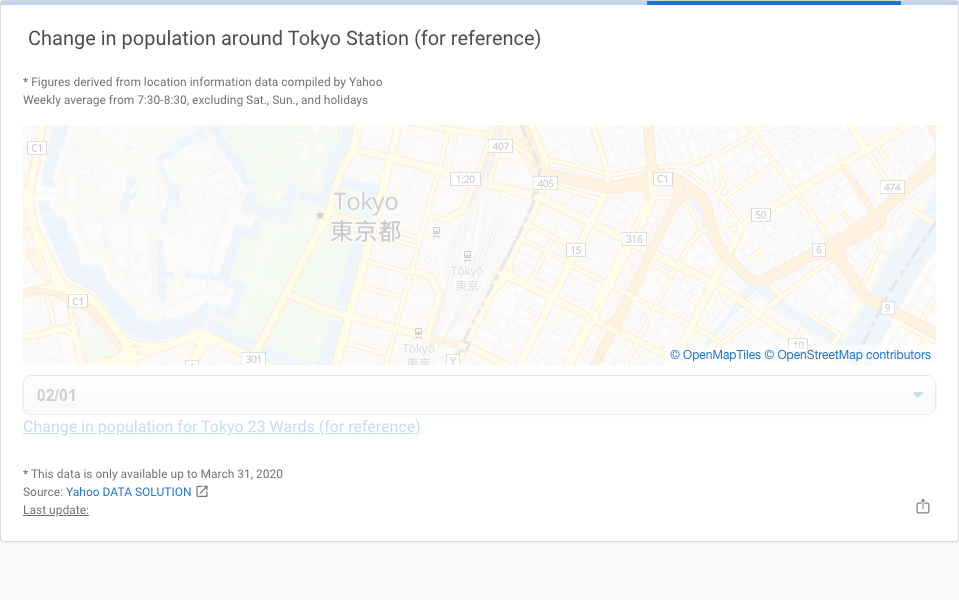 Change in population around Tokyo Station (for reference)
* Figures derived from location information data compiled by Yahoo
Weekly average from 7:30-8:30, excluding Sat., Sun., and holidays
C1
407
1;20
405
C1
474
Tokyo
東京都
50
316
15
6
Tōkyō
東京
C1
9
301
10
Tōkyō
東京
1
Y
© OpenMapTiles © OpenStreetMap contributors
02/01
Change in population for Tokyo 23 Wards (for reference)
* This data is only available up to March 31, 2020
Source: Yahoo DATA SOLUTION
Last update: